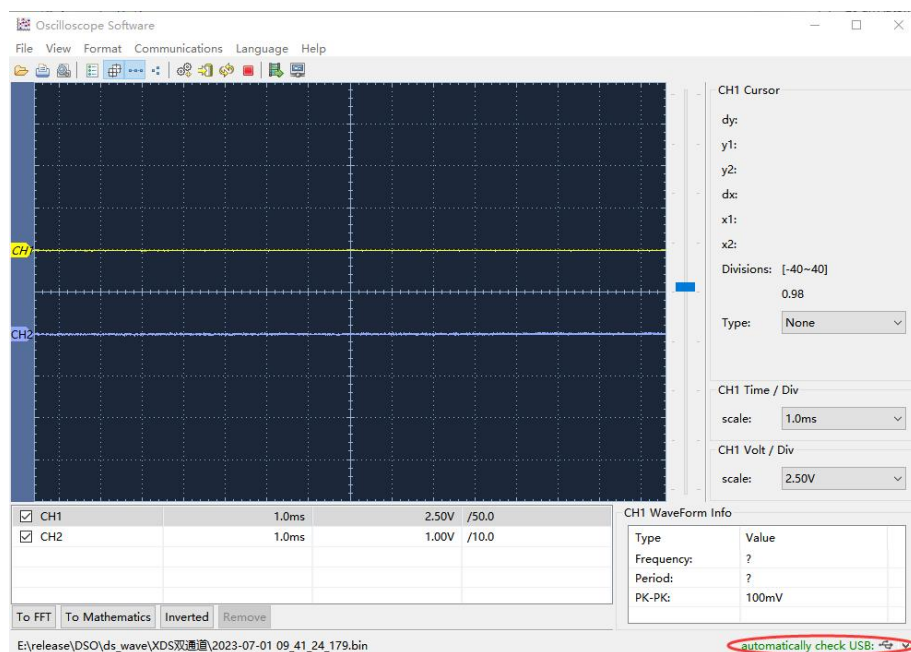 Oscilloscope Software
File View Format Communications Language Help
CH1 Cursor
dy:
y1:
y2:
dx:
x1:
x2:
Divisions: [-40~40]
0.98
Type: None
CH1 Time / Div
scale: 1.0ms
CH1 Volt / Div
scale: 2.50V
CH1
CH2
CH1 1.0ms 2.50V /50.0
CH2 1.0ms 1.00V /10.0
CH1 WaveForm Info
Type Value
Frequency: ?
Period: ?
PK-PK: 100mV
To FFT To Mathematics Inverted Remove
E:\release\DSO\ds_wave\XDS双通道\2023-07-01 09_41_24_179.bin automatically check USB: